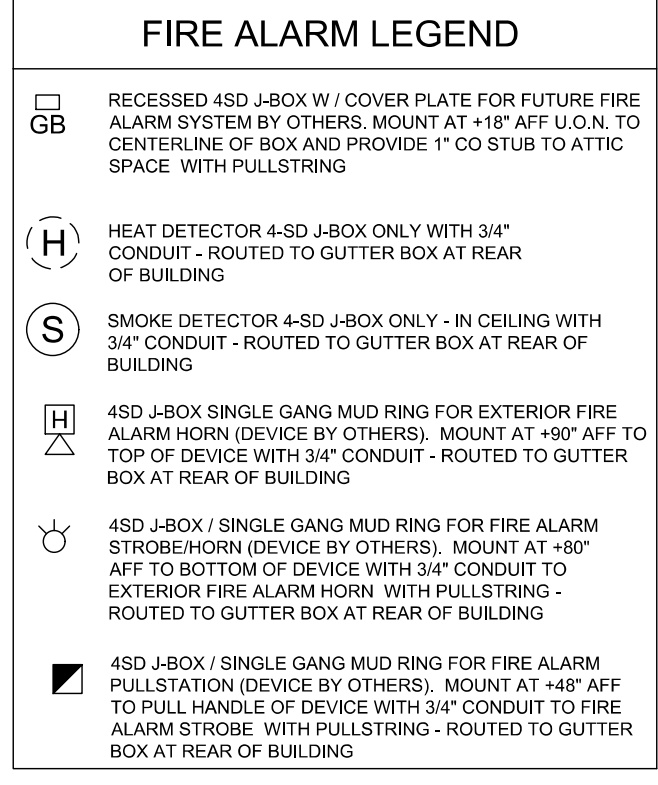 FIRE ALARM LEGEND
GB
RECESSED 4SD J-BOX W / COVER PLATE FOR FUTURE FIRE
ALARM SYSTEM BY OTHERS. MOUNT AT +18" AFF U.O.N. TO
CENTERLINE OF BOX AND PROVIDE 1" CO STUB TO ATTIC
SPACE WITH PULLSTRING
H
HEAT DETECTOR 4-SD J-BOX ONLY WITH 3/4"
CONDUIT - ROUTED TO GUTTER BOX AT REAR
OF BUILDING
S
SMOKE DETECTOR 4-SD J-BOX ONLY - IN CEILING WITH
3/4" CONDUIT - ROUTED TO GUTTER BOX AT REAR OF
BUILDING
H
4SD J-BOX SINGLE GANG MUD RING FOR EXTERIOR FIRE
ALARM HORN (DEVICE BY OTHERS). MOUNT AT +90" AFF TO
TOP OF DEVICE WITH 3/4" CONDUIT - ROUTED TO GUTTER
BOX AT REAR OF BUILDING
4SD J-BOX / SINGLE GANG MUD RING FOR FIRE ALARM
STROBE/HORN (DEVICE BY OTHERS). MOUNT AT +80"
AFF TO BOTTOM OF DEVICE WITH 3/4" CONDUIT TO
EXTERIOR FIRE ALARM HORN WITH PULLSTRING -
ROUTED TO GUTTER BOX AT REAR OF BUILDING
4SD J-BOX / SINGLE GANG MUD RING FOR FIRE ALARM
PULLSTATION (DEVICE BY OTHERS). MOUNT AT +48" AFF
TO PULL HANDLE OF DEVICE WITH 3/4" CONDUIT TO FIRE
ALARM STROBE WITH PULLSTRING - ROUTED TO GUTTER
BOX AT REAR OF BUILDING